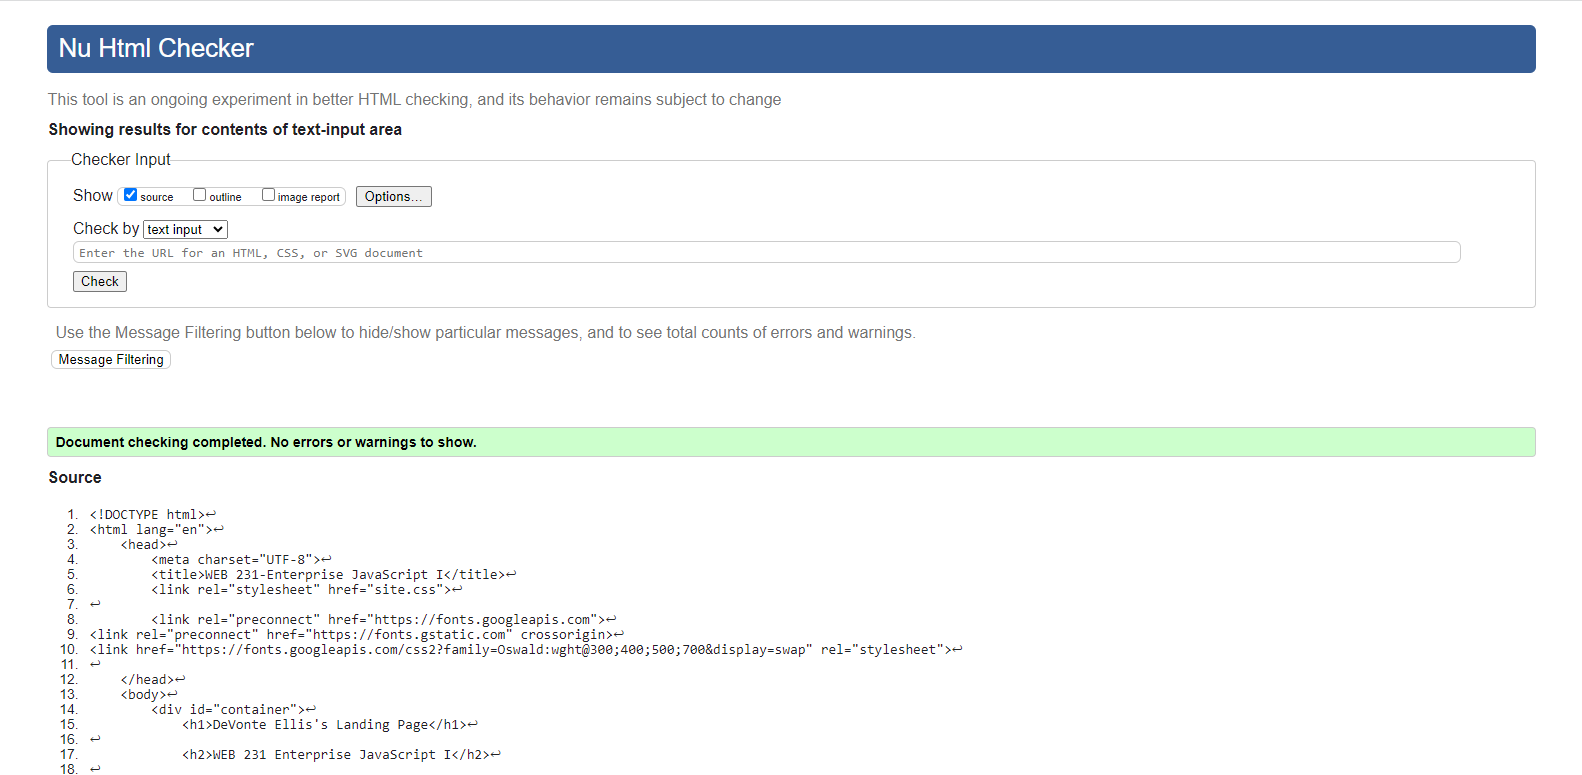 Nu Html Checker
This tool is an ongoing experiment in better HTML checking, and its behavior remains subject to change
Showing results for contents of text-input area
Checker Input
Show source outline image report Options...
Check by text input
Enter the URL for an HTML, CSS, or SVG document
Check
Use the Message Filtering button below to hide/show particular messages, and to see total counts of errors and warnings.
Message Filtering
Document checking completed. No errors or warnings to show.
Source
1. <!DOCTYPE html>↩
2. <html lang="en">↩
3. <head>↩
4. <meta charset="UTF-8">↩
5. <title>WEB 231-Enterprise JavaScript I</title>↩
6. <link rel="stylesheet" href="site.css">↩
7. ↩
8. <link rel="preconnect" href="https://fonts.googleapis.com">↩
9. <link rel="preconnect" href="https://fonts.gstatic.com" crossorigin>↩
10. <link href="https://fonts.googleapis.com/css2?family=Oswald:wght@300;400;500;700&display=swap" rel="stylesheet">↩
11. ↩
12. </head>↩
13. <body>↩
14. <div id="container">↩
15. <h1>DeVonte Ellis's Landing Page</h1>↩
16. ↩
17. <h2>WEB 231 Enterprise JavaScript I</h2>↩
18. ↩